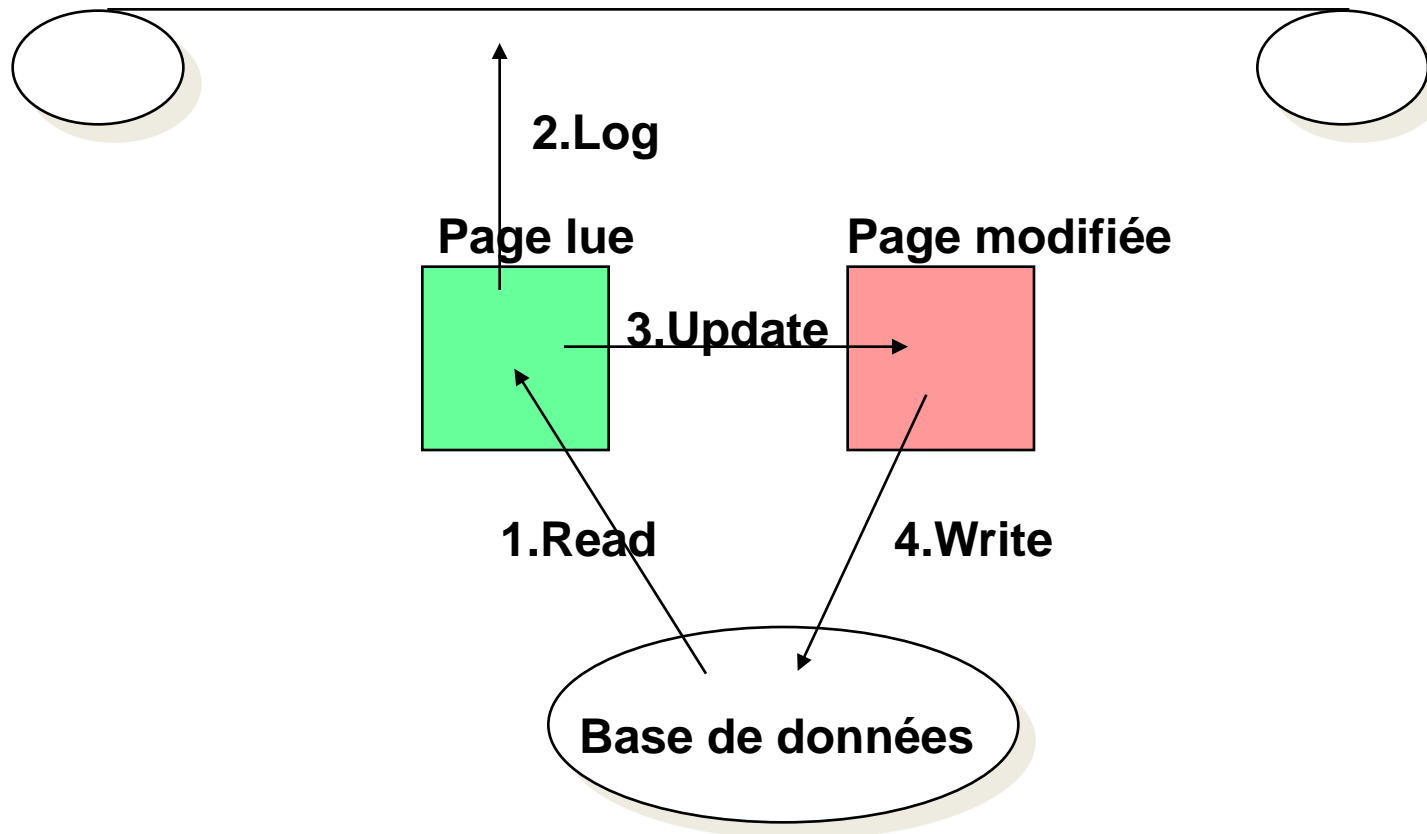 2.Log
Page lue
Page modifiée
3.Update
1.Read
4.Write
Base de données